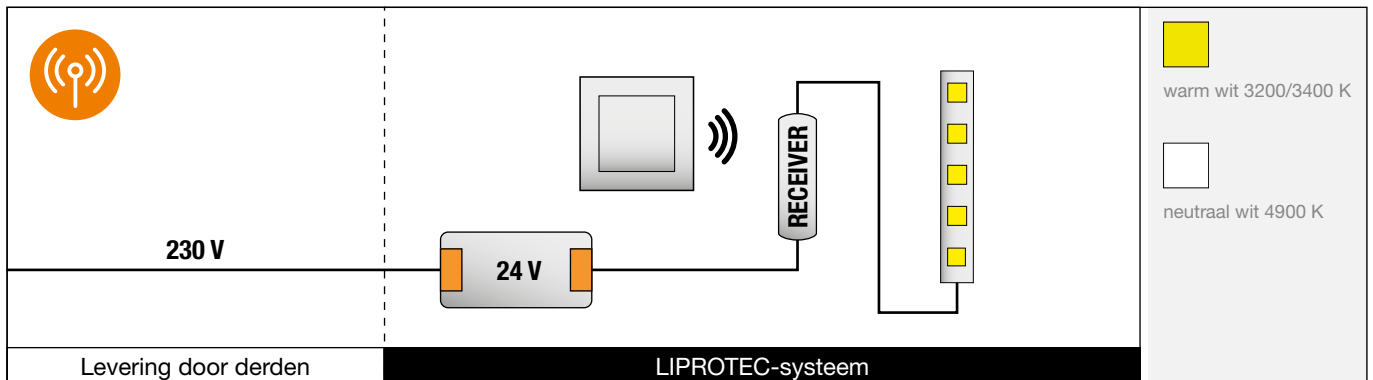 230 V
24 V
RECEIVER
warm wit 3200/3400 K
neutraal wit 4900 K
Levering door derden
LIPROTEC-systeem